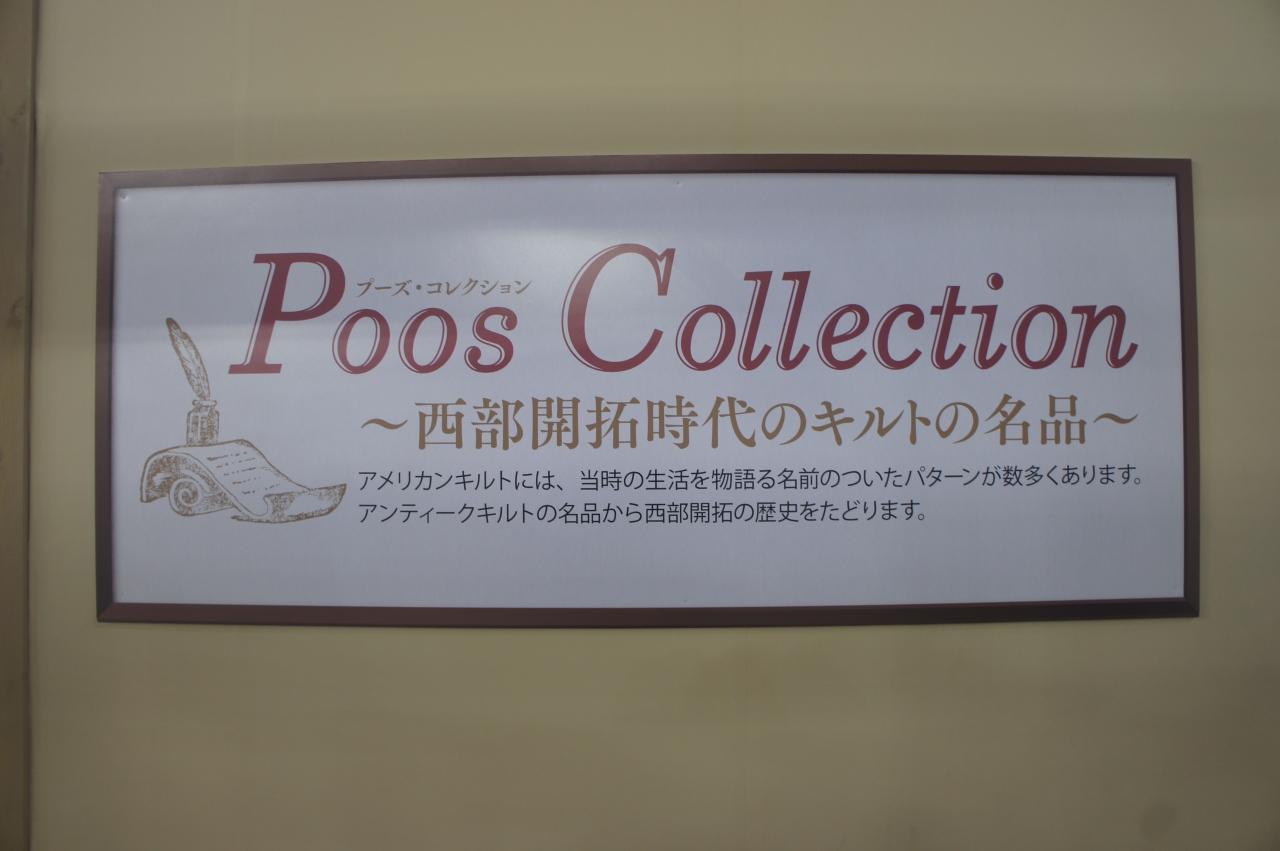 プーズ・コレクション
Poos Collection
～西部開拓時代のキルトの名品～
アメリカンキルトには、当時の生活を物語る名前のついたパターンが数多くあります。
アンティークキルトの名品から西部開拓の歴史をたどります。